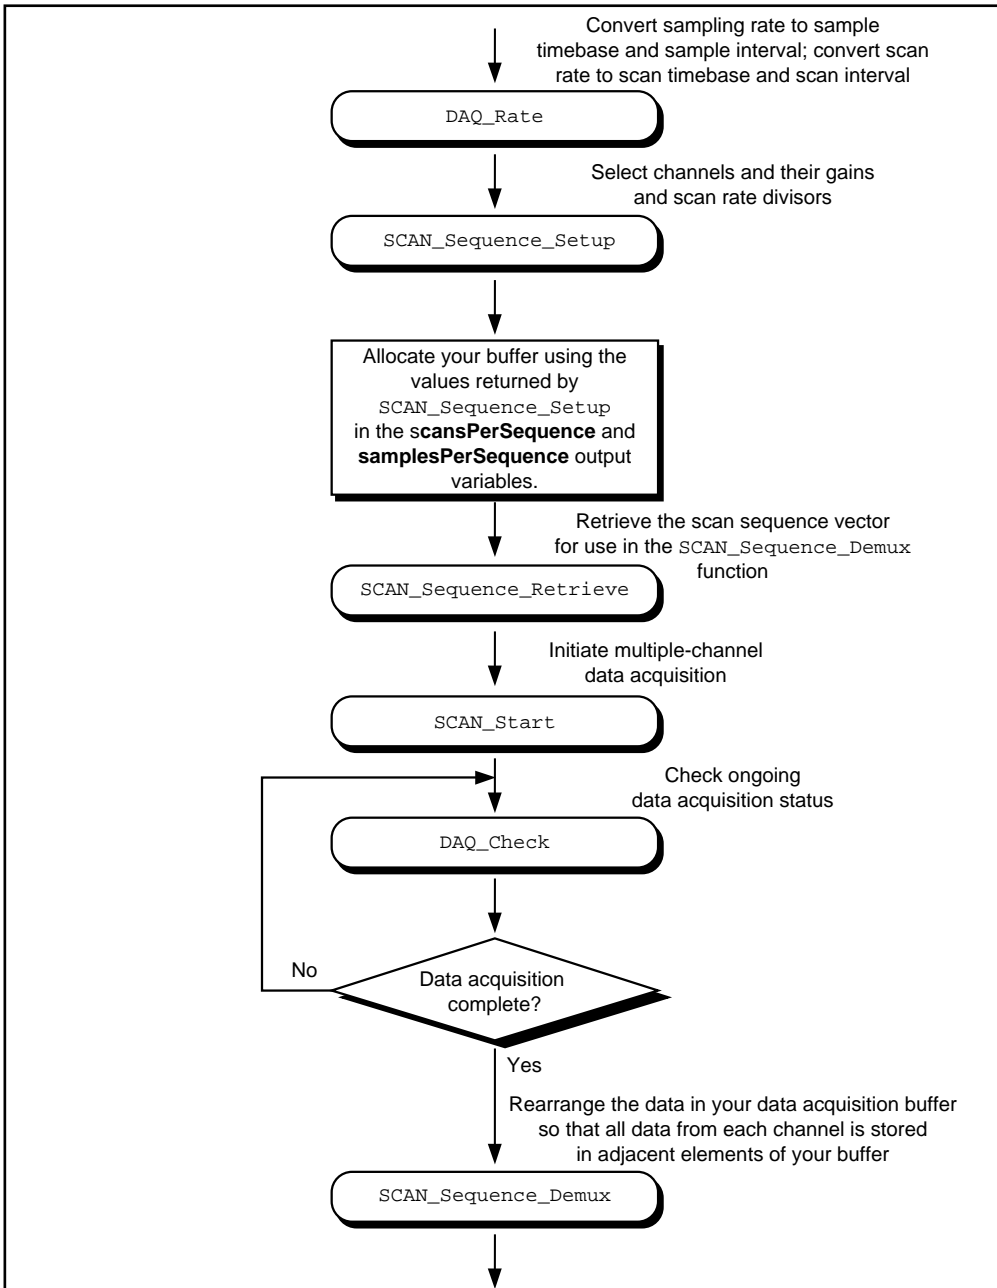 Convert sampling rate to sample
timebase and sample interval; convert scan
rate to scan timebase and scan interval
DAQ_Rate
Select channels and their gains
and scan rate divisors
SCAN_Sequence_Setup
Allocate your buffer using the
values returned by
SCAN_Sequence_Setup
in the scansPerSequence and
samplesPerSequence output
variables.
Retrieve the scan sequence vector
for use in the SCAN_Sequence_Demux
function
SCAN_Sequence_Retrieve
Initiate multiple-channel
data acquisition
SCAN_Start
Check ongoing
data acquisition status
DAQ_Check
No
Data acquisition
complete?
Yes
Rearrange the data in your data acquisition buffer
so that all data from each channel is stored
in adjacent elements of your buffer
SCAN_Sequence_Demux